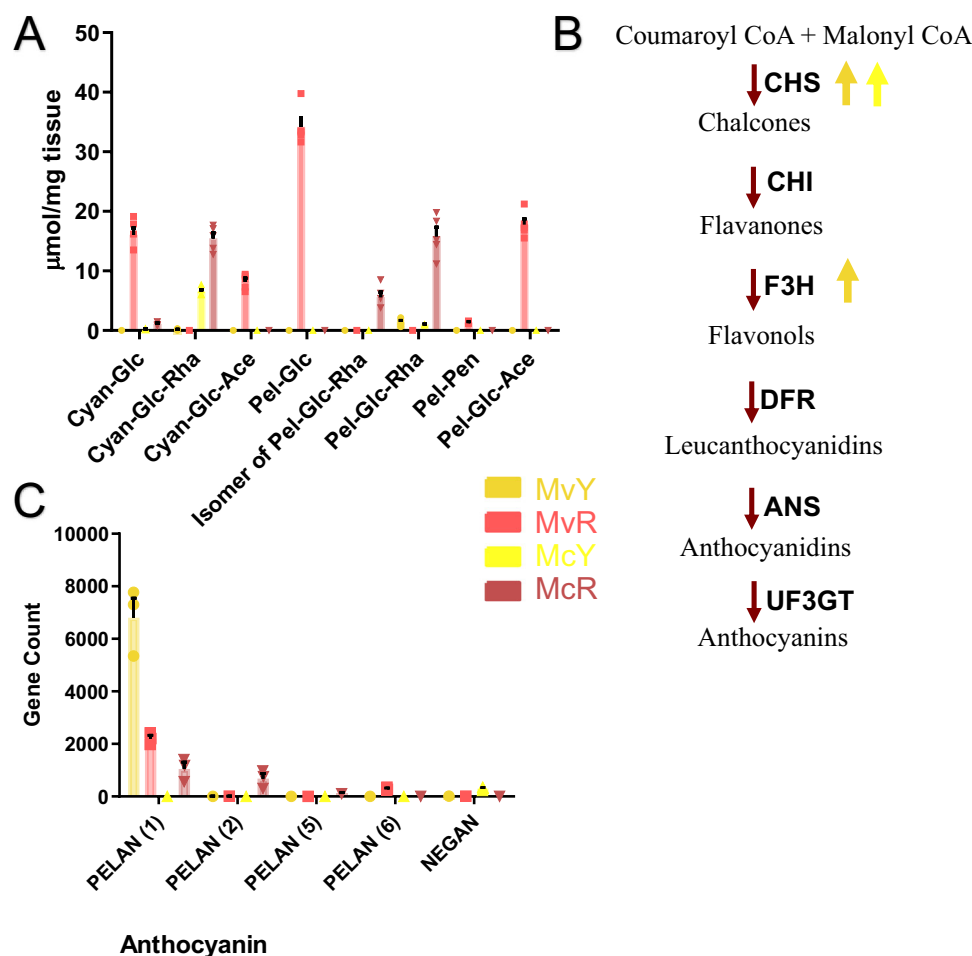 A
µmol/mg tissue
50
40
30
20
10
0
Cyan-Glc
Cyan-Glc-Rha
Cyan-Glc-Ace
Pel-Glc
Isomer of Pel-Glc-Rha
Pel-Glc-Rha
Pel-Pen
Pel-Glc-Ace
B
Coumaroyl CoA + Malonyl CoA
CHS
Chalcones
CHI
Flavanones
F3H
Flavonols
DFR
Leucanthocyanidins
ANS
Anthocyanidins
UF3GT
Anthocyanins
MvY
MvR
McY
McR
C
Gene Count
10000
8000
6000
4000
2000
0
PELAN (1)
PELAN (2)
PELAN (5)
PELAN (6)
NEGAN
Anthocyanin